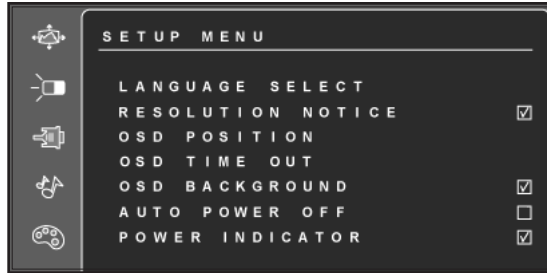 SETUP MENU
LANGUAGE SELECT
RESOLUTION NOTICE
OSD POSITION
OSD TIME OUT
OSD BACKGROUND
AUTO POWER OFF
POWER INDICATOR